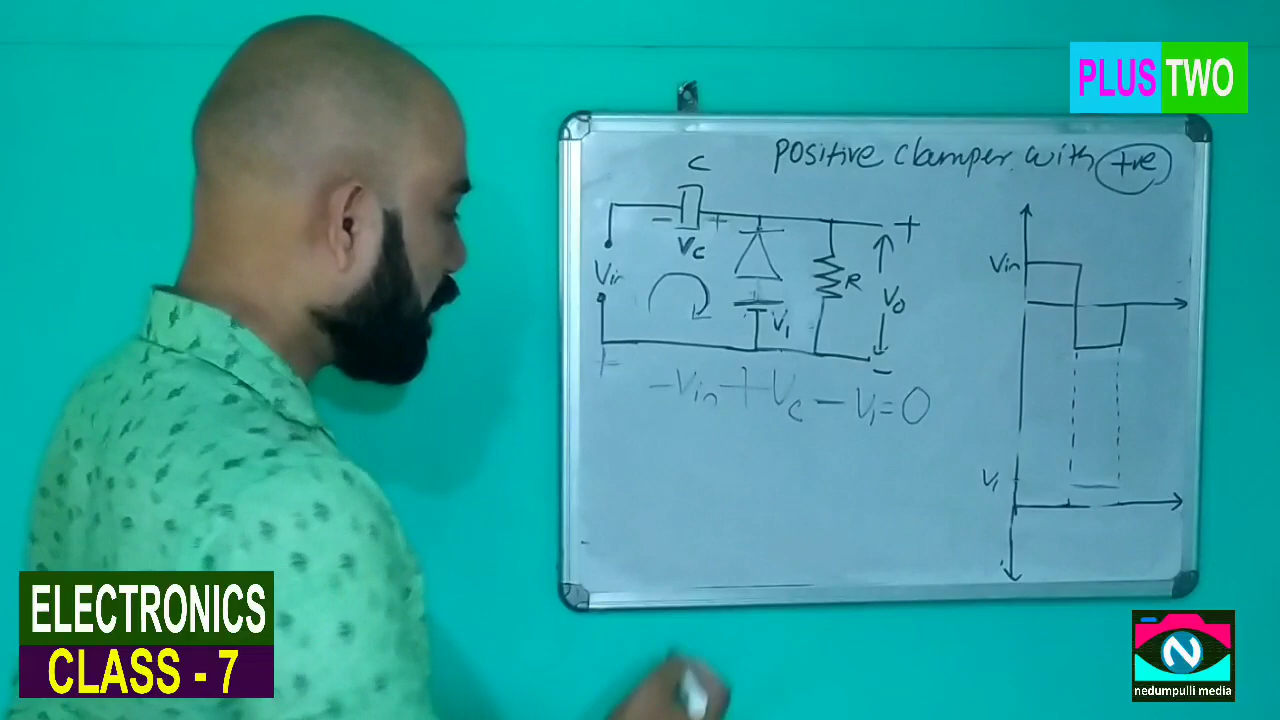 PLUS TWO
positive clamper with +ve
C
- +
Vc
Vin
R
V1
+
Vo
-
+
-Vin + Vc - V1 = 0
Vin
V1
ELECTRONICS
CLASS - 7
N
nedumpulli media